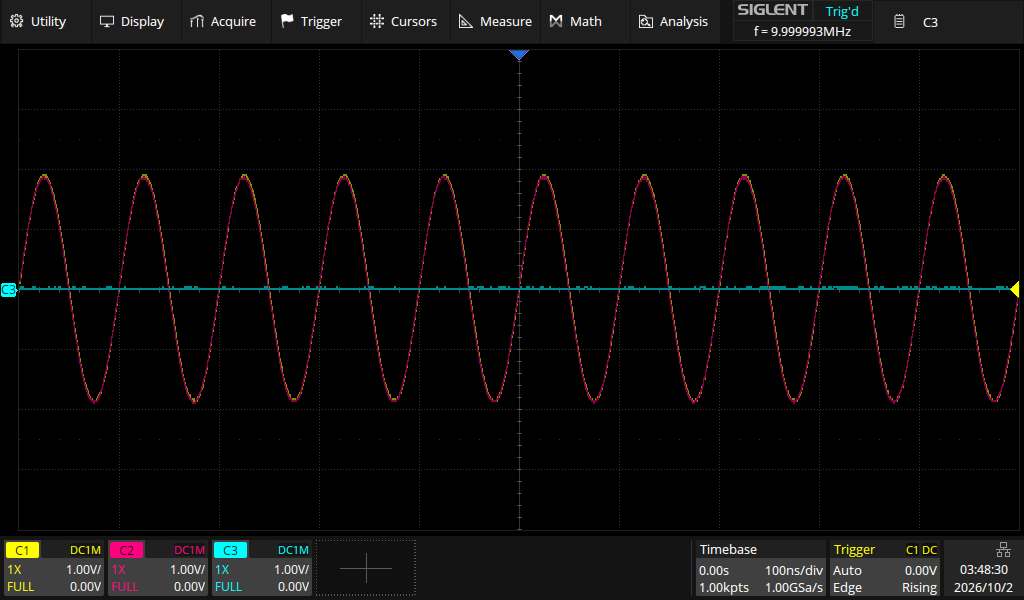 Utility Display Acquire Trigger Cursors Measure Math Analysis SIGLENT Trig'd C3
f = 9.999993MHz
C3
C1 DC1M C2 DC1M C3 DC1M Timebase Trigger C1 DC
1X 1.00V/ 1X 1.00V/ 1X 1.00V/ 0.00s 100ns/div Auto 0.00V 03:48:30
FULL 0.00V FULL 0.00V FULL 0.00V 1.00kpts 1.00GSa/s Edge Rising 2026/10/2